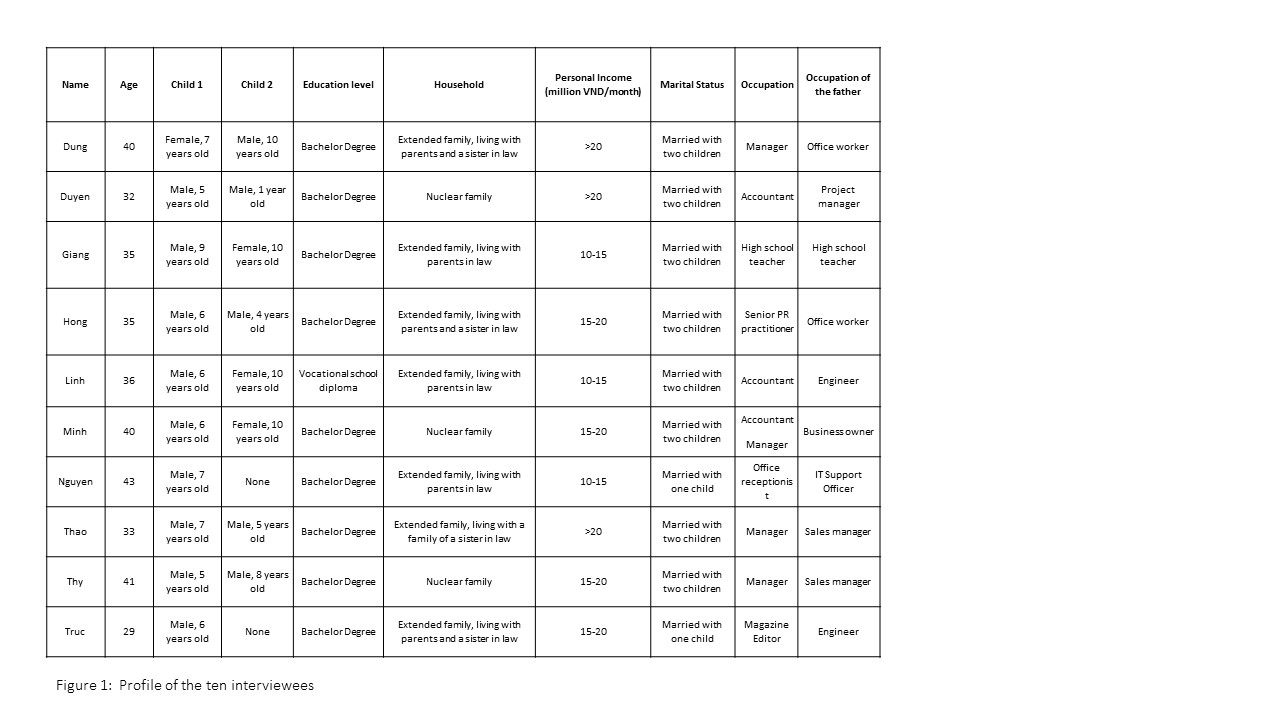 Name Age Child 1 Child 2 Education level Household Personal Income (million VND/month) Marital Status Occupation Occupation of the father
Dung 40 Female, 7 years old Male, 10 years old Bachelor Degree Extended family, living with parents and a sister in law >20 Married with two children Manager Office worker
Duyen 32 Male, 5 years old Male, 1 year old Bachelor Degree Nuclear family >20 Married with two children Accountant Project manager
Giang 35 Male, 9 years old Female, 10 years old Bachelor Degree Extended family, living with parents in law 10-15 Married with two children High school teacher High school teacher
Hong 35 Male, 6 years old Male, 4 years old Bachelor Degree Extended family, living with parents and a sister in law 15-20 Married with two children Senior PR practitioner Office worker
Linh 36 Male, 6 years old Female, 10 years old Vocational school diploma Extended family, living with parents in law 10-15 Married with two children Accountant Engineer
Minh 40 Male, 6 years old Female, 10 years old Bachelor Degree Nuclear family 15-20 Married with two children Accountant Manager Business owner
Nguyen 43 Male, 7 years old None Bachelor Degree Extended family, living with parents in law 10-15 Married with one child Office receptionist IT Support Officer
Thao 33 Male, 7 years old Male, 5 years old Bachelor Degree Extended family, living with a family of a sister in law >20 Married with two children Manager Sales manager
Thy 41 Male, 5 years old Male, 8 years old Bachelor Degree Nuclear family 15-20 Married with two children Manager Sales manager
Truc 29 Male, 6 years old None Bachelor Degree Extended family, living with parents and a sister in law 15-20 Married with one child Magazine Editor Engineer
Figure 1: Profile of the ten interviewees